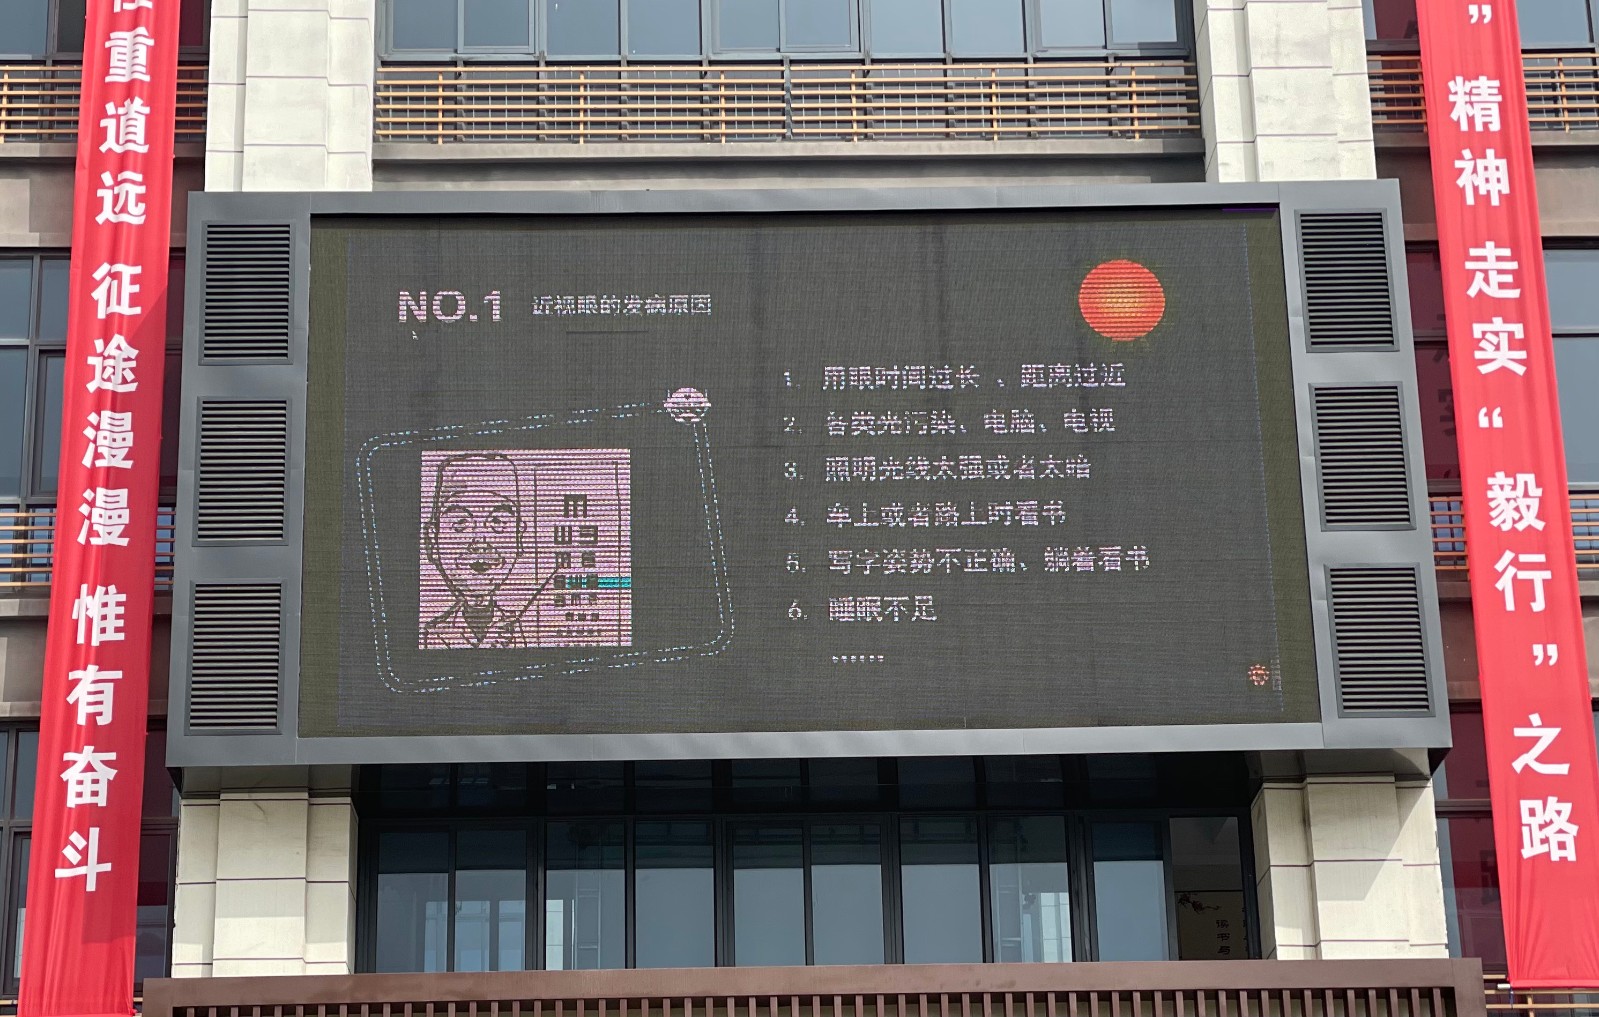 重道远 征途漫漫 惟有奋斗
NO.1 近视眼的发病原因
1. 用眼时间过长 、距离过近
2. 各类光污染、电脑、电视
3. 照明光线太强或者太暗
4. 车上或者路上时看书
5. 写字姿势不正确、躺着看书
6. 睡眠不足
......
”精神 走实“毅行”之路